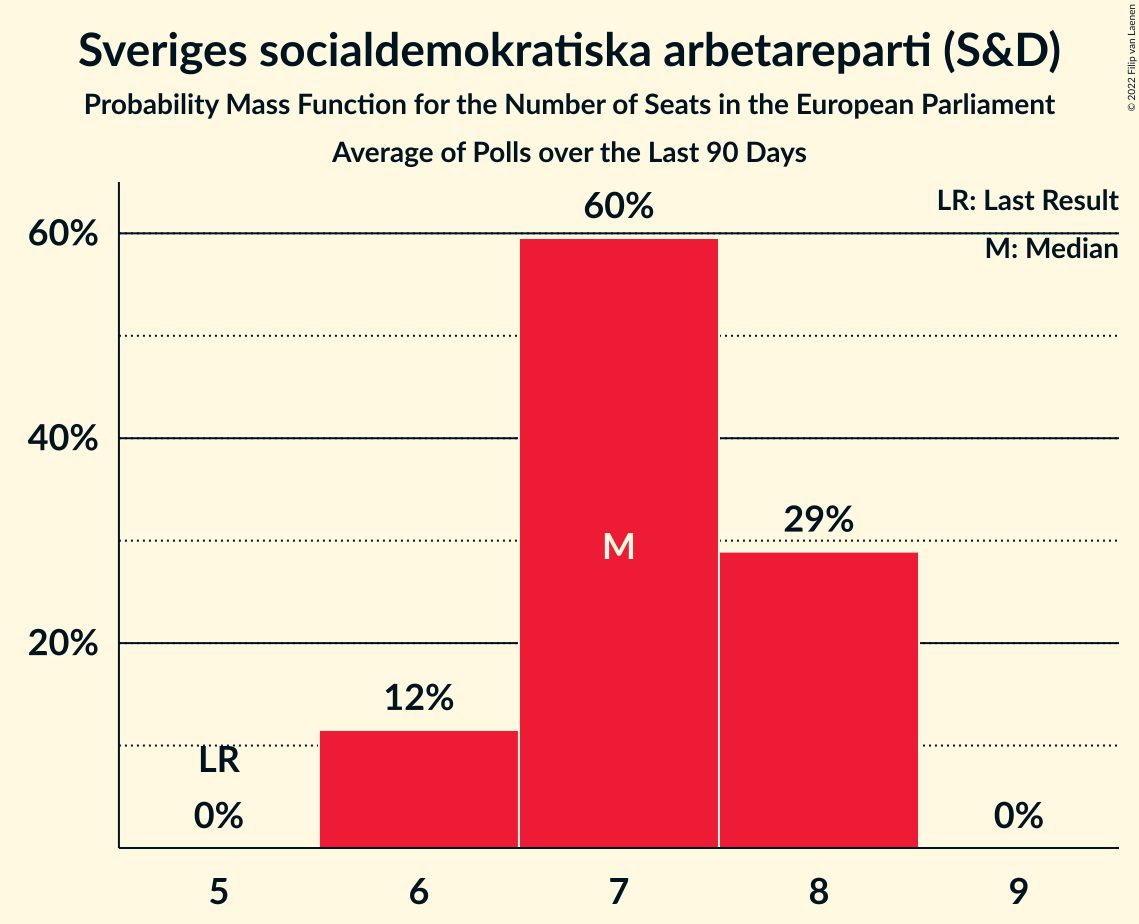 Sveriges socialdemokratiska arbetareparti (S&D)
Probability Mass Function for the Number of Seats in the European Parliament
Average of Polls over the Last 90 Days
© 2022 Filip van Laenen
LR: Last Result
M: Median
60%
40%
20%
60%
29%
12%
0%
0%
LR
M
5 6 7 8 9